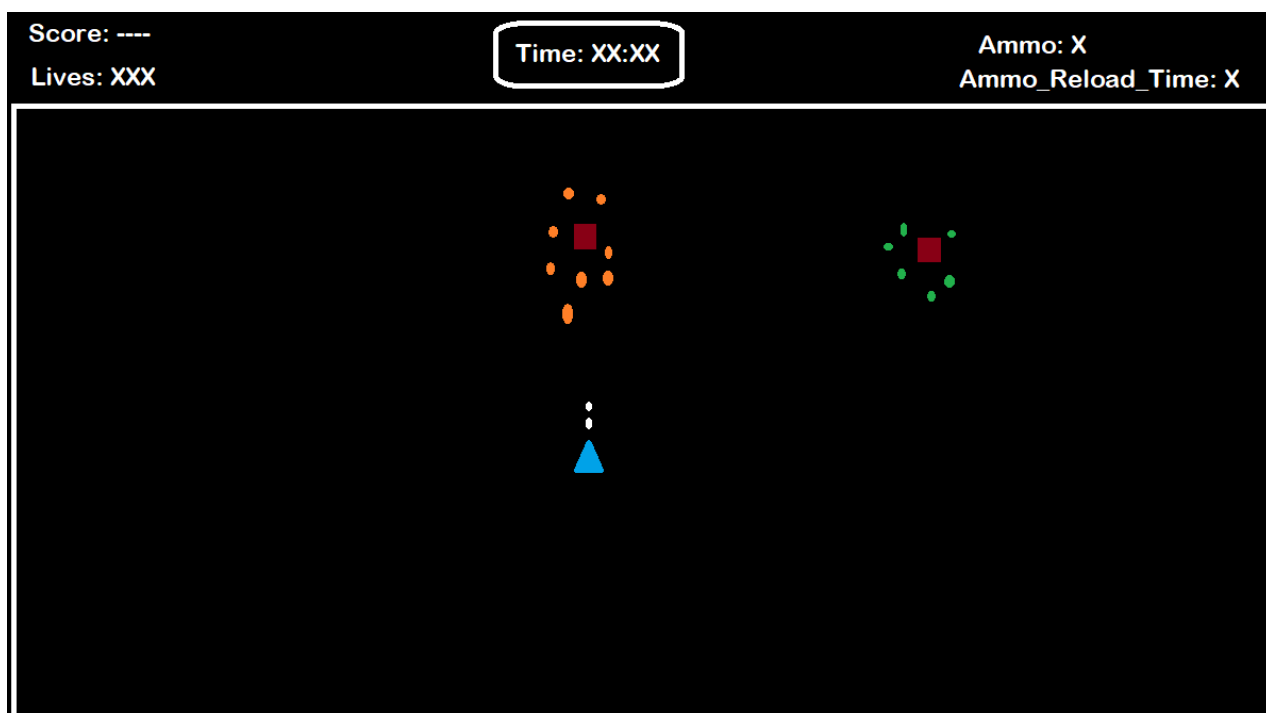 Score: ----
Lives: XXX
Time: XX:XX
Ammo: X
Ammo_Reload_Time: X